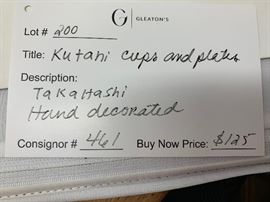 G GLEATON'S
Lot # 200
Title: Kutani cups and plates
Description:
Takahashi
Hand decorated
Consignor # 461 Buy Now Price: $125